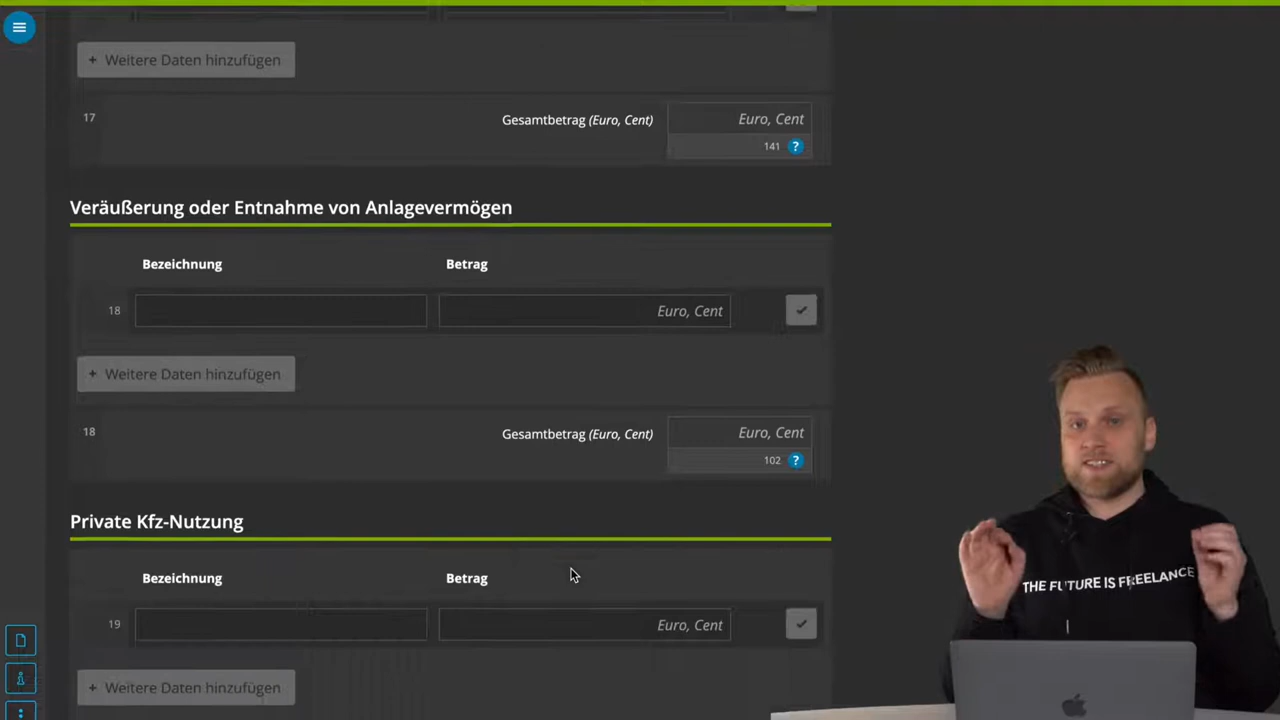 + Weitere Daten hinzufügen
17 Gesamtbetrag (Euro, Cent) Euro, Cent
141 ?
Veräußerung oder Entnahme von Anlagevermögen
Bezeichnung Betrag
18 Euro, Cent
+ Weitere Daten hinzufügen
18 Gesamtbetrag (Euro, Cent) Euro, Cent
102 ?
Private Kfz-Nutzung
Bezeichnung Betrag
19 Euro, Cent
+ Weitere Daten hinzufügen
THE FUTURE IS FREELANCE